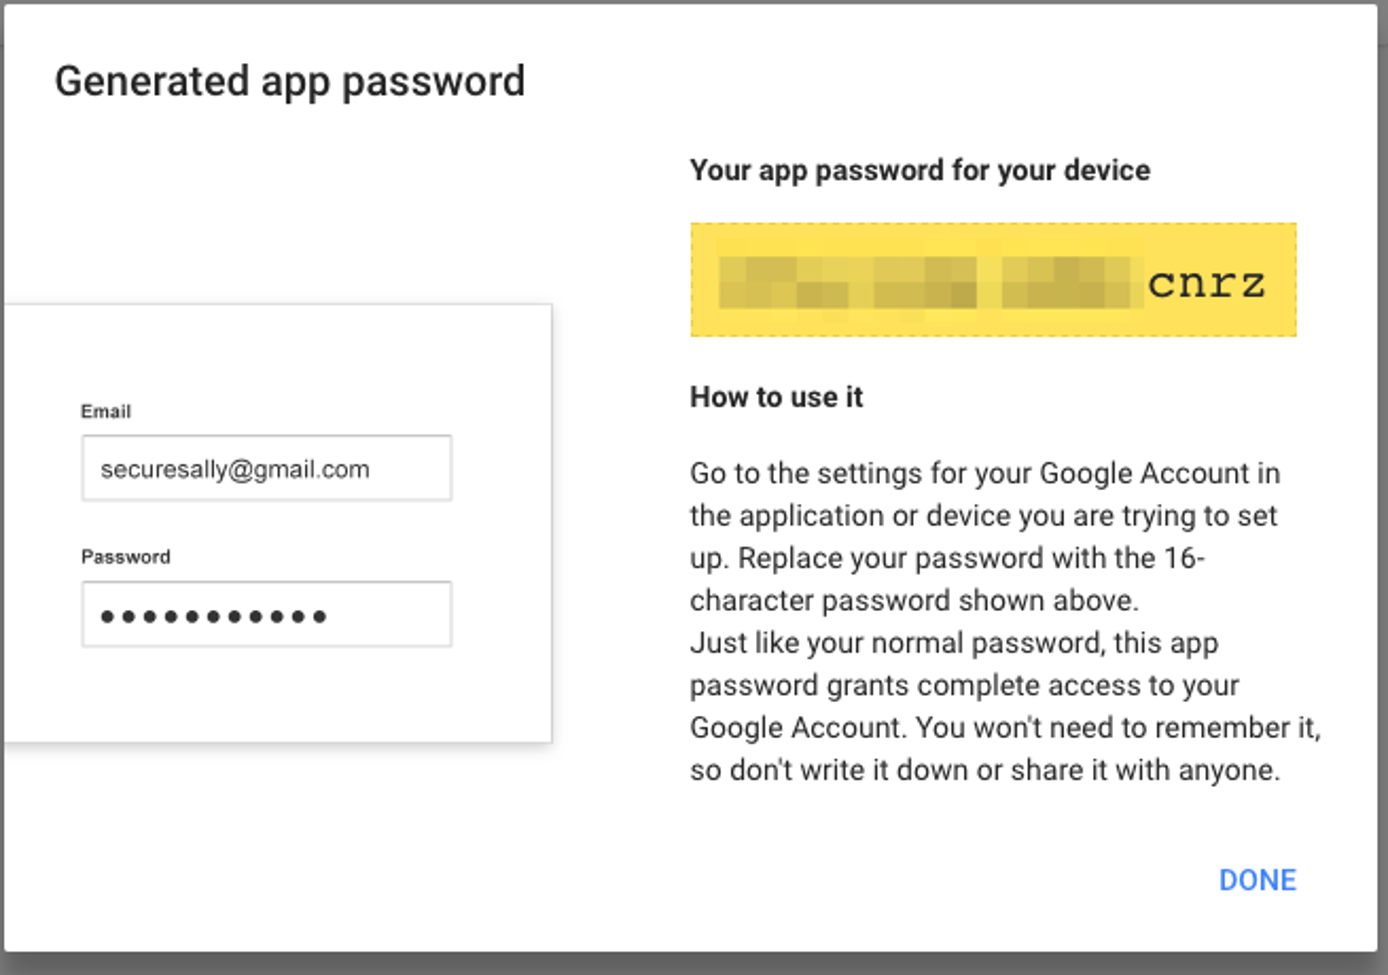 Generated app password
Your app password for your device
cnrz
How to use it
Go to the settings for your Google Account in
the application or device you are trying to set
up. Replace your password with the 16-
character password shown above.
Just like your normal password, this app
password grants complete access to your
Google Account. You won't need to remember it,
so don't write it down or share it with anyone.
Email
securesally@gmail.com
Password
●●●●●●●●●●●
DONE